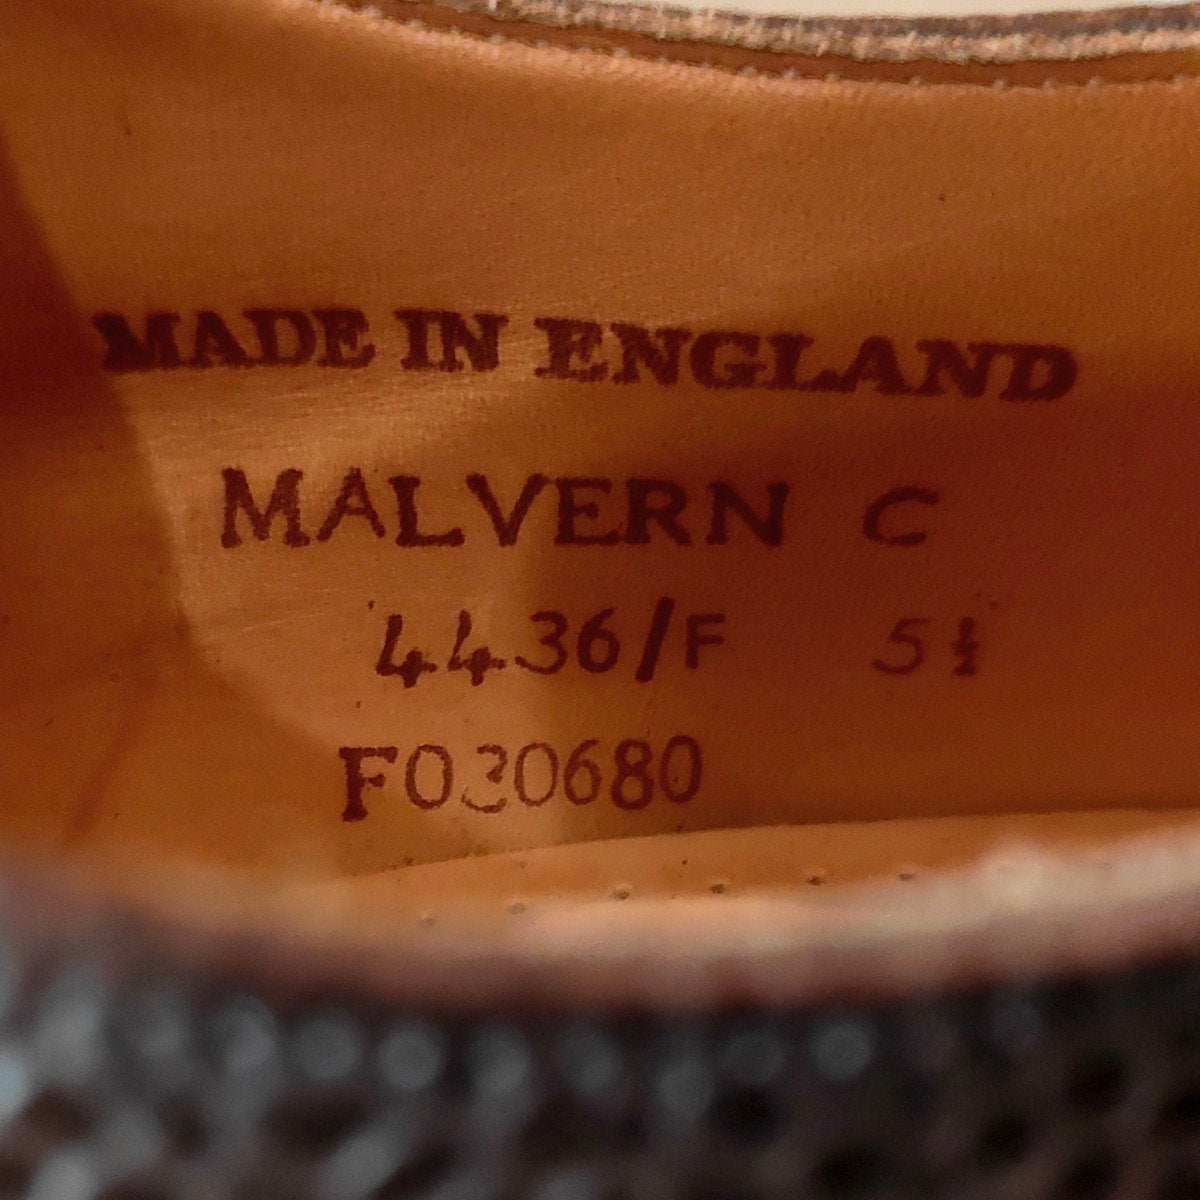 MADE IN ENGLAND
MALVERN C
4436/F 5½
F030680